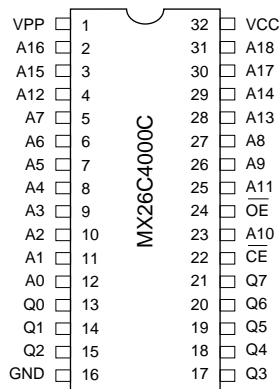 VPP 1 32 VCC
A16 2 31 A18
A15 3 30 A17
A12 4 29 A14
A7 5 28 A13
A6 6 27 A8
A5 7 26 A9
A4 8 25 A11
A3 9 24 OE
A2 10 23 A10
A1 11 22 CE
A0 12 21 Q7
Q0 13 20 Q6
Q1 14 19 Q5
Q2 15 18 Q4
GND 16 17 Q3
MX26C4000C